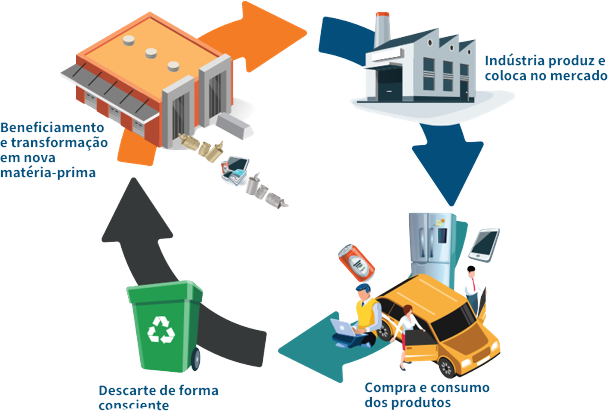 Indústria produz e
coloca no mercado
Beneficiamento
e transformação
em nova
matéria-prima
Compra e consumo
dos produtos
Descarte de forma
consciente